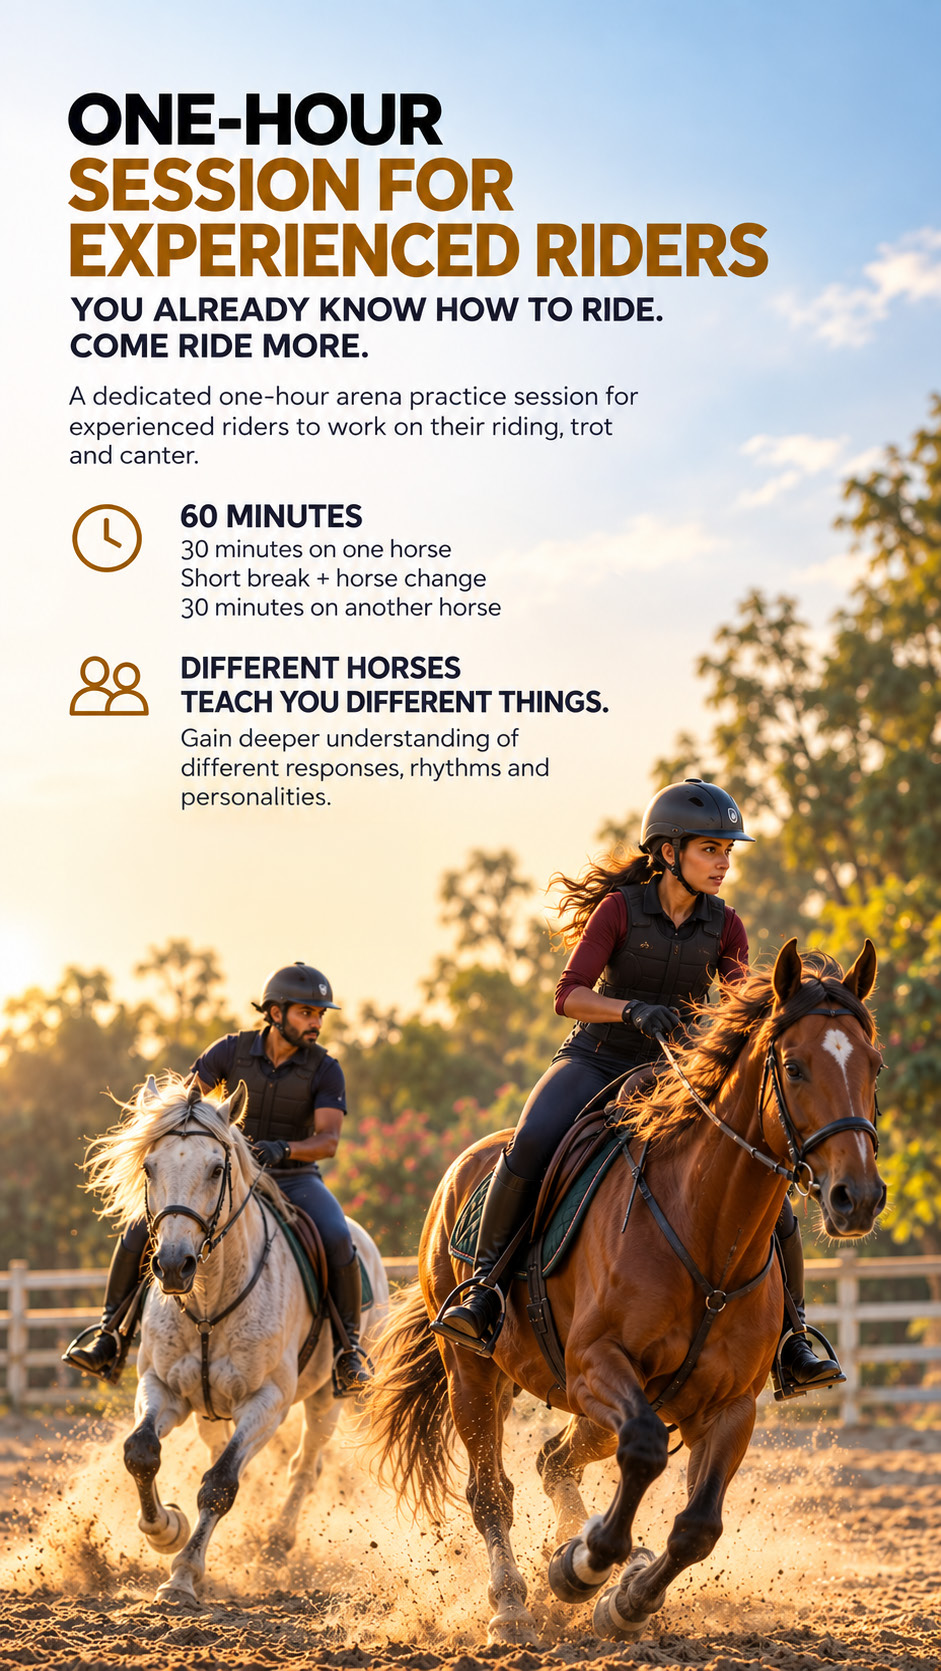 ONE-HOUR
SESSION FOR
EXPERIENCED RIDERS
YOU ALREADY KNOW HOW TO RIDE.
COME RIDE MORE.
A dedicated one-hour arena practice session for
experienced riders to work on their riding, trot
and canter.
60 MINUTES
30 minutes on one horse
Short break + horse change
30 minutes on another horse
DIFFERENT HORSES
TEACH YOU DIFFERENT THINGS.
Gain deeper understanding of
different responses, rhythms and
personalities.